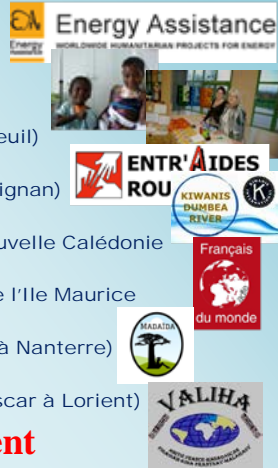 Energy Assistance
Energy
Assistance
WORLDWIDE HUMANITARIAN PROJECTS FOR ENERGY
euil)
ENTR'AIDES
ignan)
ROU
KIWANIS
DUMBEA
RIVER
uvelle Calédonie
Français
du monde
e l'Ile Maurice
MADAÏDA
à Nanterre)
scar à Lorient)
VALIHA
ent